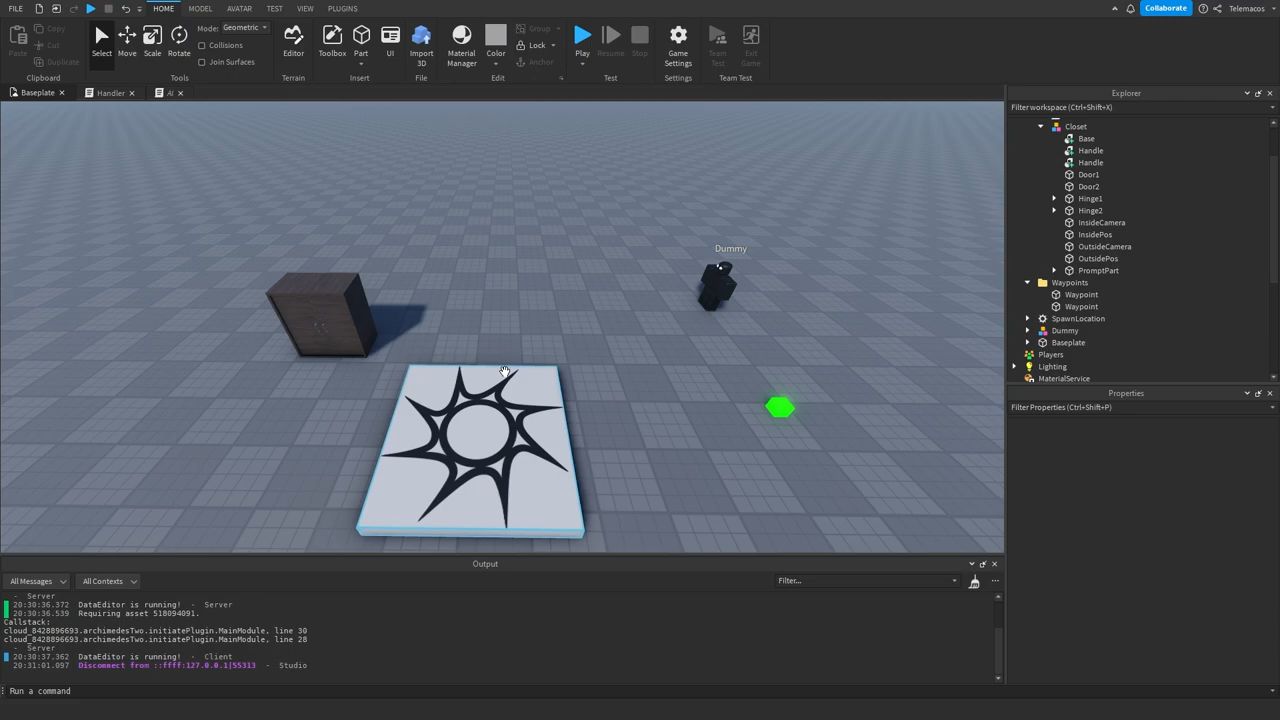 FILE HOME MODEL AVATAR TEST VIEW PLUGINS Collaborate Telemacos
Paste Copy Cut Duplicate Clipboard
Select Move Scale Rotate Mode: Geometric Collisions Join Surfaces Tools
Editor Terrain
Toolbox Part UI Insert
Import 3D File
Material Manager Color Group Lock Anchor Edit
Play Resume Stop Test
Game Settings Settings
Team Test Exit Game Team Test
Baseplate Handler AI
Dummy
Explorer
Filter workspace (Ctrl+Shift+X)
Closet
Base
Handle
Handle
Door1
Door2
Hinge1
Hinge2
InsideCamera
InsidePos
OutsideCamera
OutsidePos
PromptPart
Waypoints
Waypoint
Waypoint
SpawnLocation
Dummy
Baseplate
Players
Lighting
MaterialService
Properties
Filter Properties (Ctrl+Shift+P)
Output
All Messages All Contexts Filter...
- Server
20:30:36.372 DataEditor is running! - Server
20:30:36.539 Requiring asset 518094091.
Callstack:
cloud_8428896693.archimedesTwo.initiatePlugin.MainModule, line 30
cloud_8428896693.archimedesTwo.initiatePlugin.MainModule, line 28
- Server
20:30:37.362 DataEditor is running! - Client
20:31:01.097 Disconnect from ::ffff:127.0.0.1|55313 - Studio
Run a command